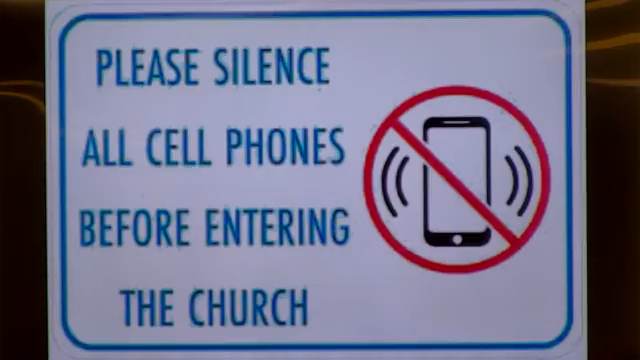 PLEASE SILENCE
ALL CELL PHONES
BEFORE ENTERING
THE CHURCH